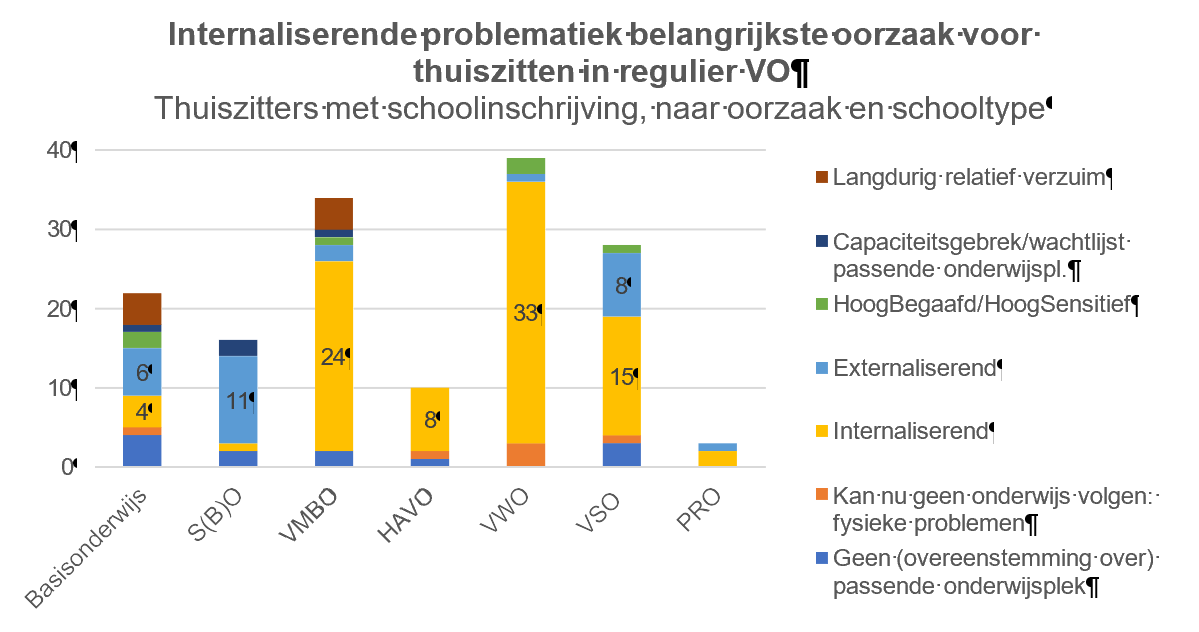 Internaliserende problematiek belangrijkste oorzaak voor
thuiszitten in regulier VO¶
Thuiszitters met schoolinschrijving, naar oorzaak en schooltype
40
30
20
10
0
6
4
11
24
8
33
8
15
Basisonderwijs
S(B)O
VMBO
HAVO
VWO
VSO
PRO
Langdurig relatief verzuim¶
Capaciteitsgebrek/wachtlijst
passende onderwijspl.¶
HoogBegaafd/HoogSensitief¶
Externaliserend¶
Internaliserend¶
Kan nu geen onderwijs volgen:
fysieke problemen¶
Geen (overeenstemming over)
passende onderwijsplek¶